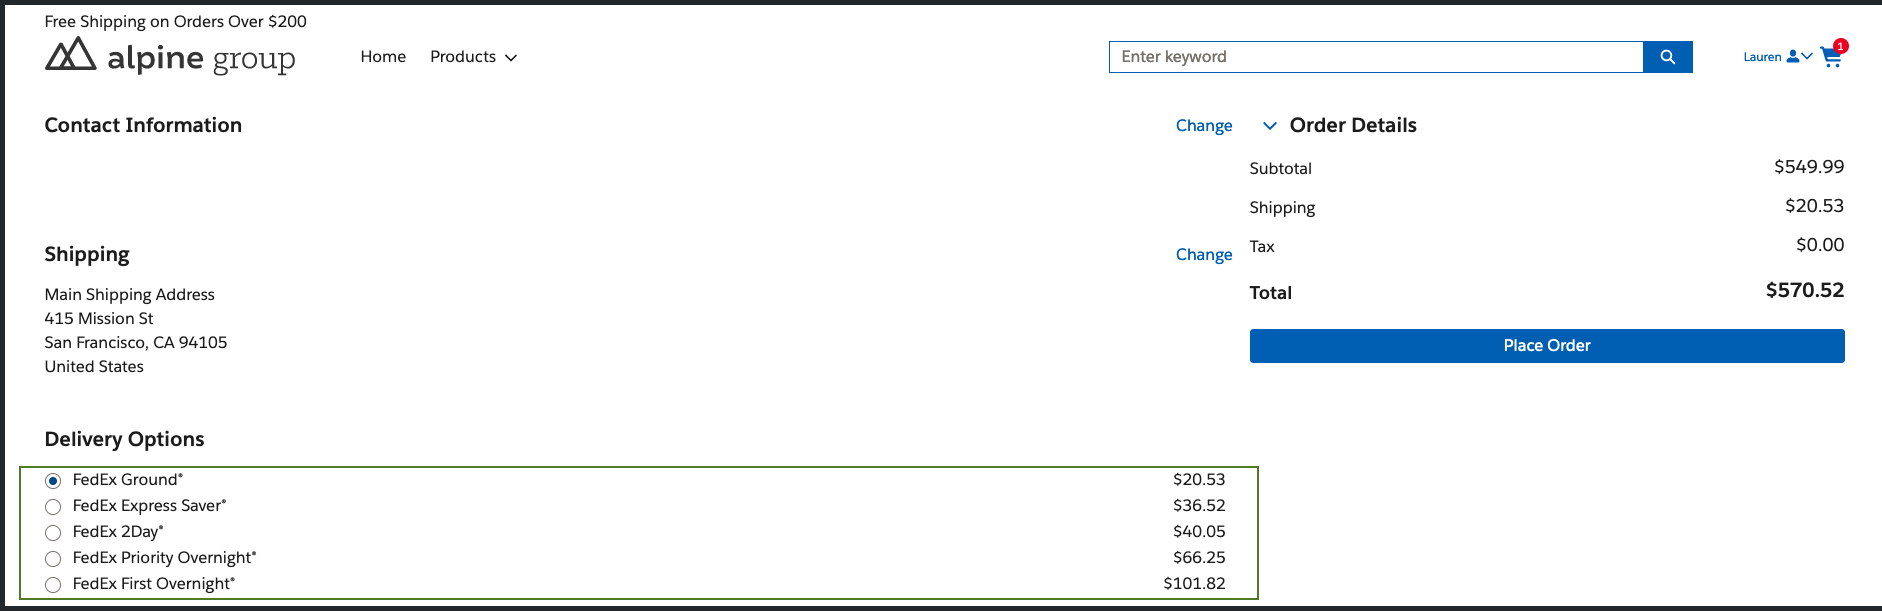 Free Shipping on Orders Over $200
alpine group
Home Products
Enter keyword
Lauren
1
Contact Information
Change
Shipping
Change
Main Shipping Address
415 Mission St
San Francisco, CA 94105
United States
Delivery Options
FedEx Ground® $20.53
FedEx Express Saver® $36.52
FedEx 2Day® $40.05
FedEx Priority Overnight® $66.25
FedEx First Overnight® $101.82
Order Details
Subtotal $549.99
Shipping $20.53
Tax $0.00
Total $570.52
Place Order